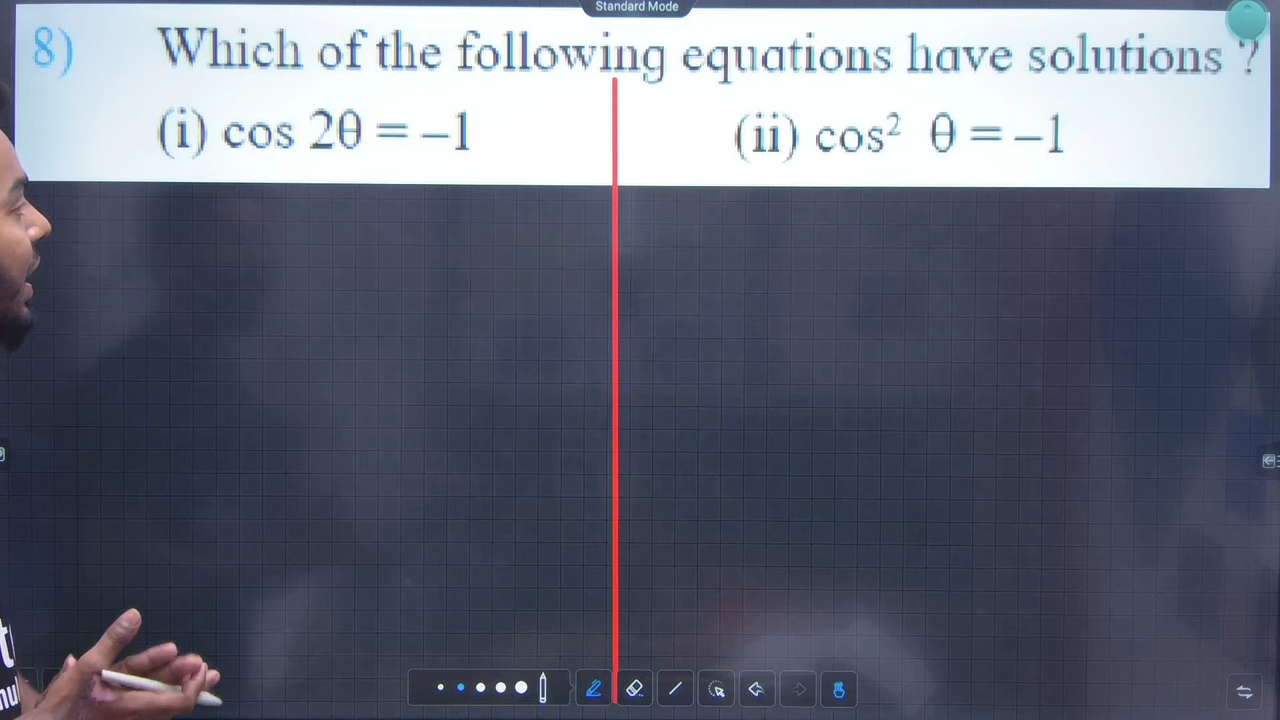 Standard Mode
8) Which of the following equations have solutions ?
(i) cos 2θ = –1 (ii) cos² θ = –1